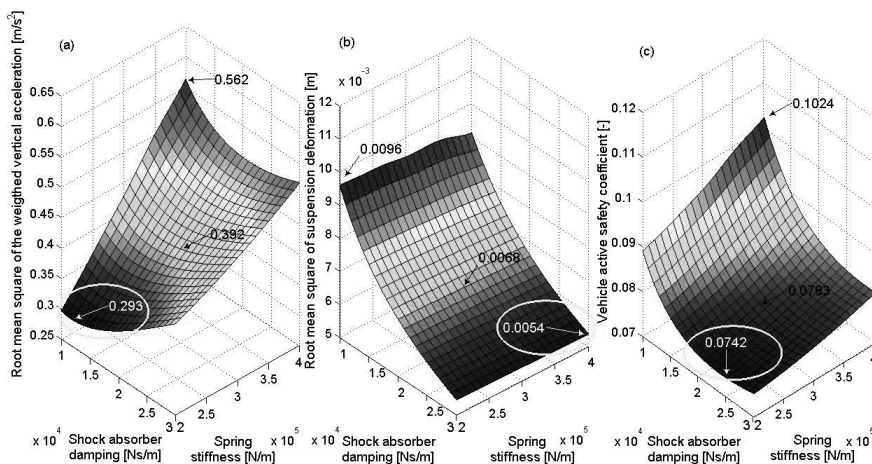 (a)
Root mean square of the weigthed vertical acceleration [m/s²]
0.65
0.6
0.55
0.5
0.45
0.4
0.35
0.3
0.25
0.562
0.392
0.293
1
1.5
2
2.5
3 2
2.5
3
3.5
4
x 10⁴
Shock absorber
damping [Ns/m]
x 10⁵
Spring
stiffness [N/m]
(b)
Root mean square of suspension deformation [m]
x 10⁻³
12
11
10
9
8
7
6
5
0.0096
0.0068
0.0054
1
1.5
2
2.5
3 2
2.5
3
3.5
4
x 10⁴
Shock absorber
damping [Ns/m]
x 10⁵
Spring
stiffness [N/m]
(c)
Vehicle active safety coefficient [-]
0.12
0.11
0.1
0.09
0.08
0.07
0.1024
0.0783
0.0742
1
1.5
2
2.5
3 2
2.5
3
3.5
4
x 10⁴
Shock absorber
damping [Ns/m]
x 10⁵
Spring
stiffness [N/m]